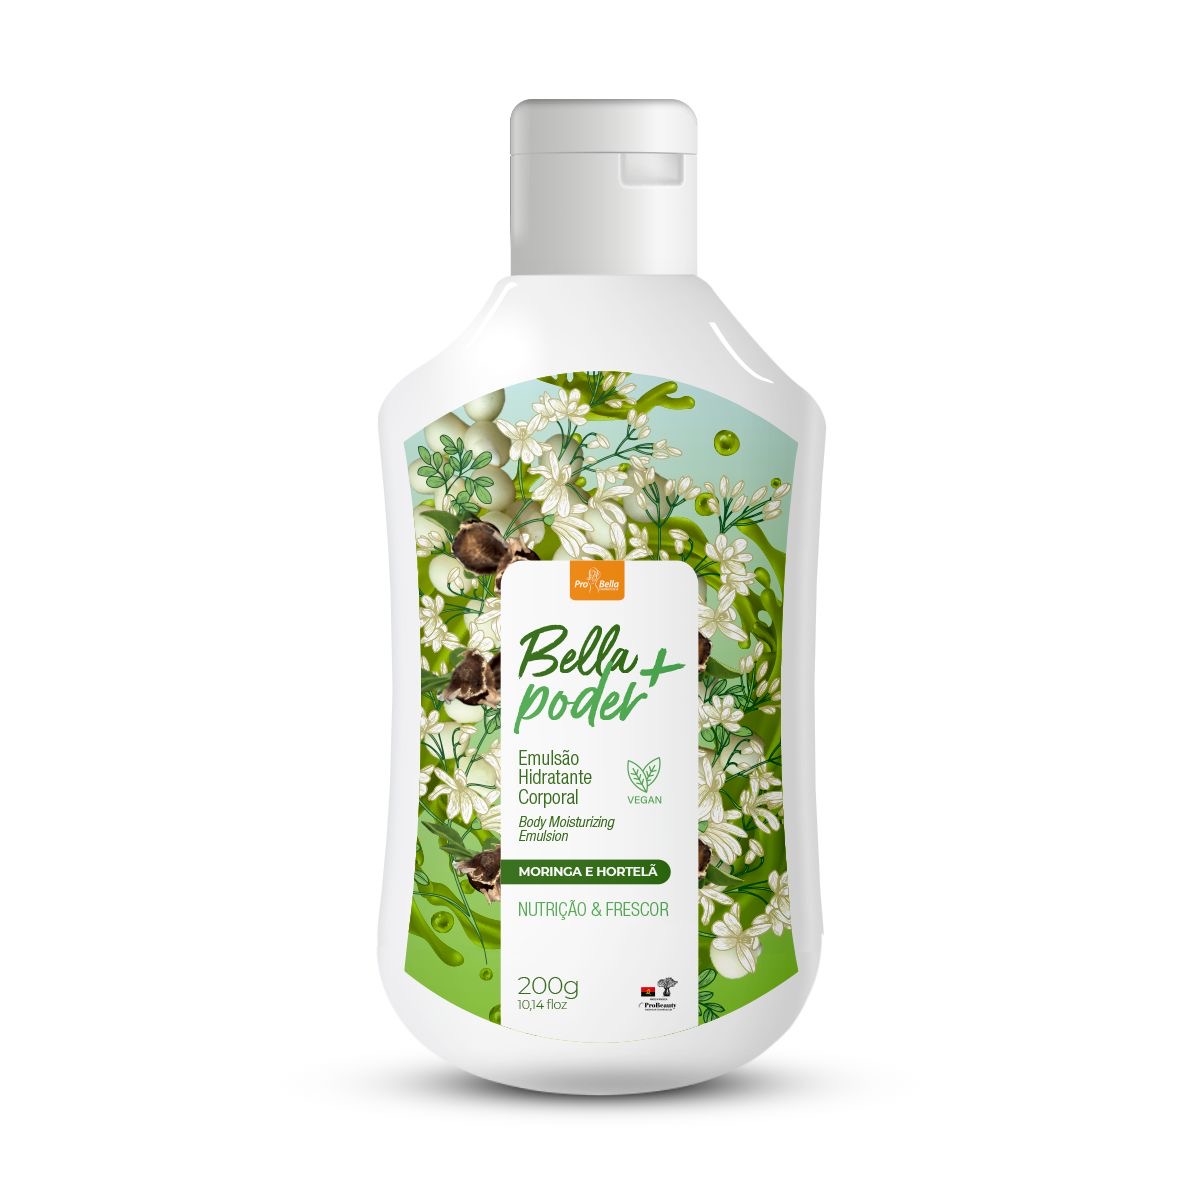 Pro Bella
Bella
poder+
Emulsão
Hidratante
Corporal
VEGAN
Body Moisturizing
Emulsion
MORINGA E HORTELÃ
NUTRIÇÃO & FRESCOR
200g
10,14 floz
ProBeauty